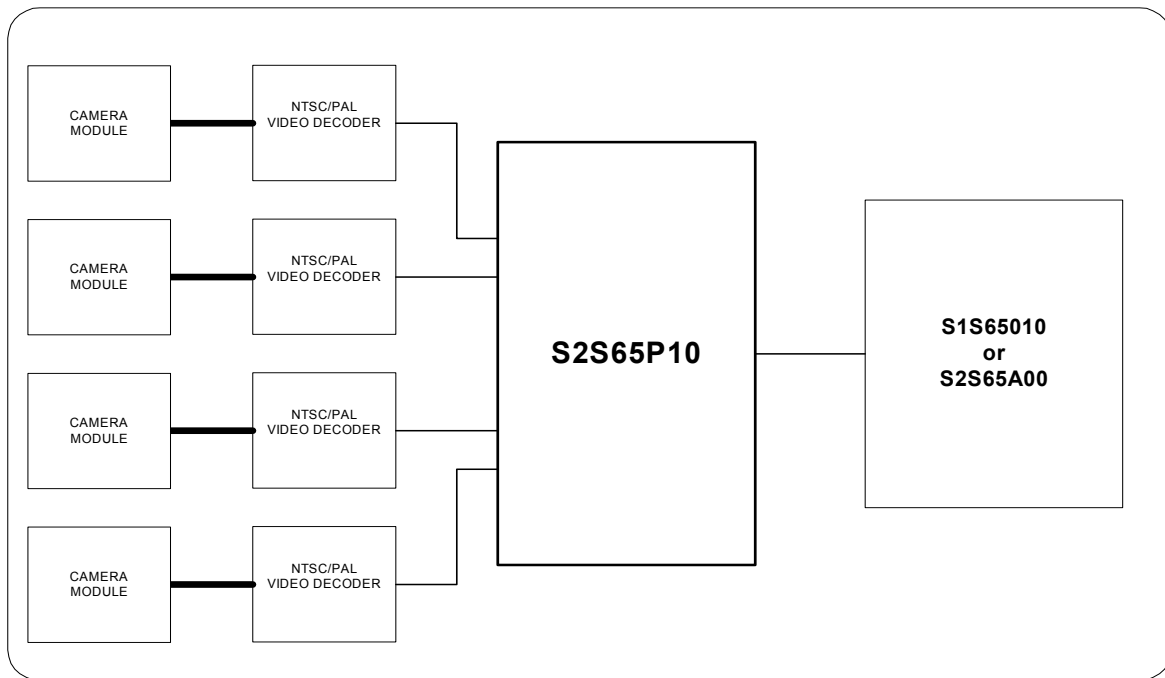 CAMERA
MODULE
NTSC/PAL
VIDEO DECODER
CAMERA
MODULE
NTSC/PAL
VIDEO DECODER
CAMERA
MODULE
NTSC/PAL
VIDEO DECODER
CAMERA
MODULE
NTSC/PAL
VIDEO DECODER
S2S65P10
S1S65010
or
S2S65A00